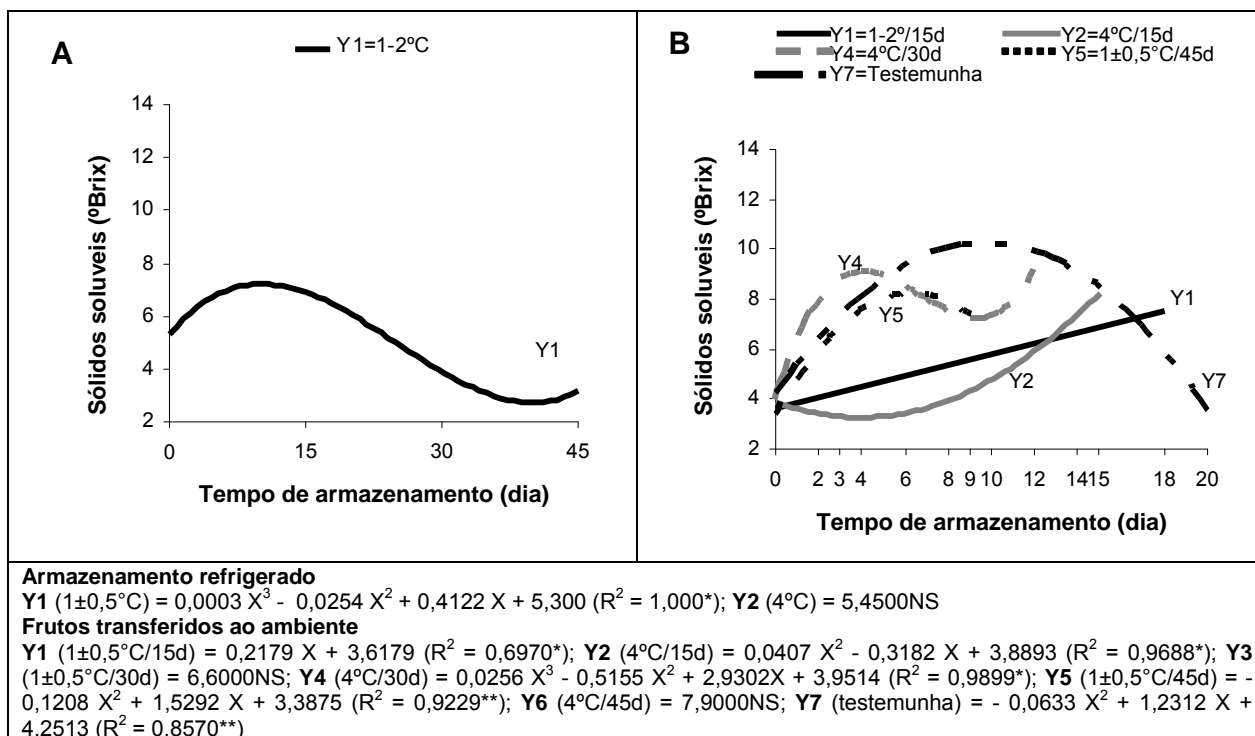 A
Y1=1-2ºC
Sólidos soluveis (ºBrix)
14
12
10
8
6
4
2
Y1
0 15 30 45
Tempo de armazenamento (dia)
B
Y1=1-2º/15d Y2=4ºC/15d
Y4=4ºC/30d Y5=1±0,5°C/45d
Y7=Testemunha
Sólidos soluveis (ºBrix)
14
12
10
8
6
4
2
Y4
Y5
Y1
Y2
Y7
0 2 3 4 6 8 9 10 12 14 15 18 20
Tempo de armazenamento (dia)
Armazenamento refrigerado
Y1 (1±0,5°C) = 0,0003 X³ - 0,0254 X² + 0,4122 X + 5,300 (R² = 1,000*); Y2 (4ºC) = 5,4500NS
Frutos transferidos ao ambiente
Y1 (1±0,5°C/15d) = 0,2179 X + 3,6179 (R² = 0,6970*); Y2 (4ºC/15d) = 0,0407 X² - 0,3182 X + 3,8893 (R² = 0,9688*); Y3
(1±0,5°C/30d) = 6,6000NS; Y4 (4ºC/30d) = 0,0256 X³ - 0,5155 X² + 2,9302X + 3,9514 (R² = 0,9899*); Y5 (1±0,5°C/45d) = -
0,1208 X² + 1,5292 X + 3,3875 (R² = 0,9229**); Y6 (4ºC/45d) = 7,9000NS; Y7 (testemunha) = - 0,0633 X² + 1,2312 X +
4,2513 (R² = 0,8570**)